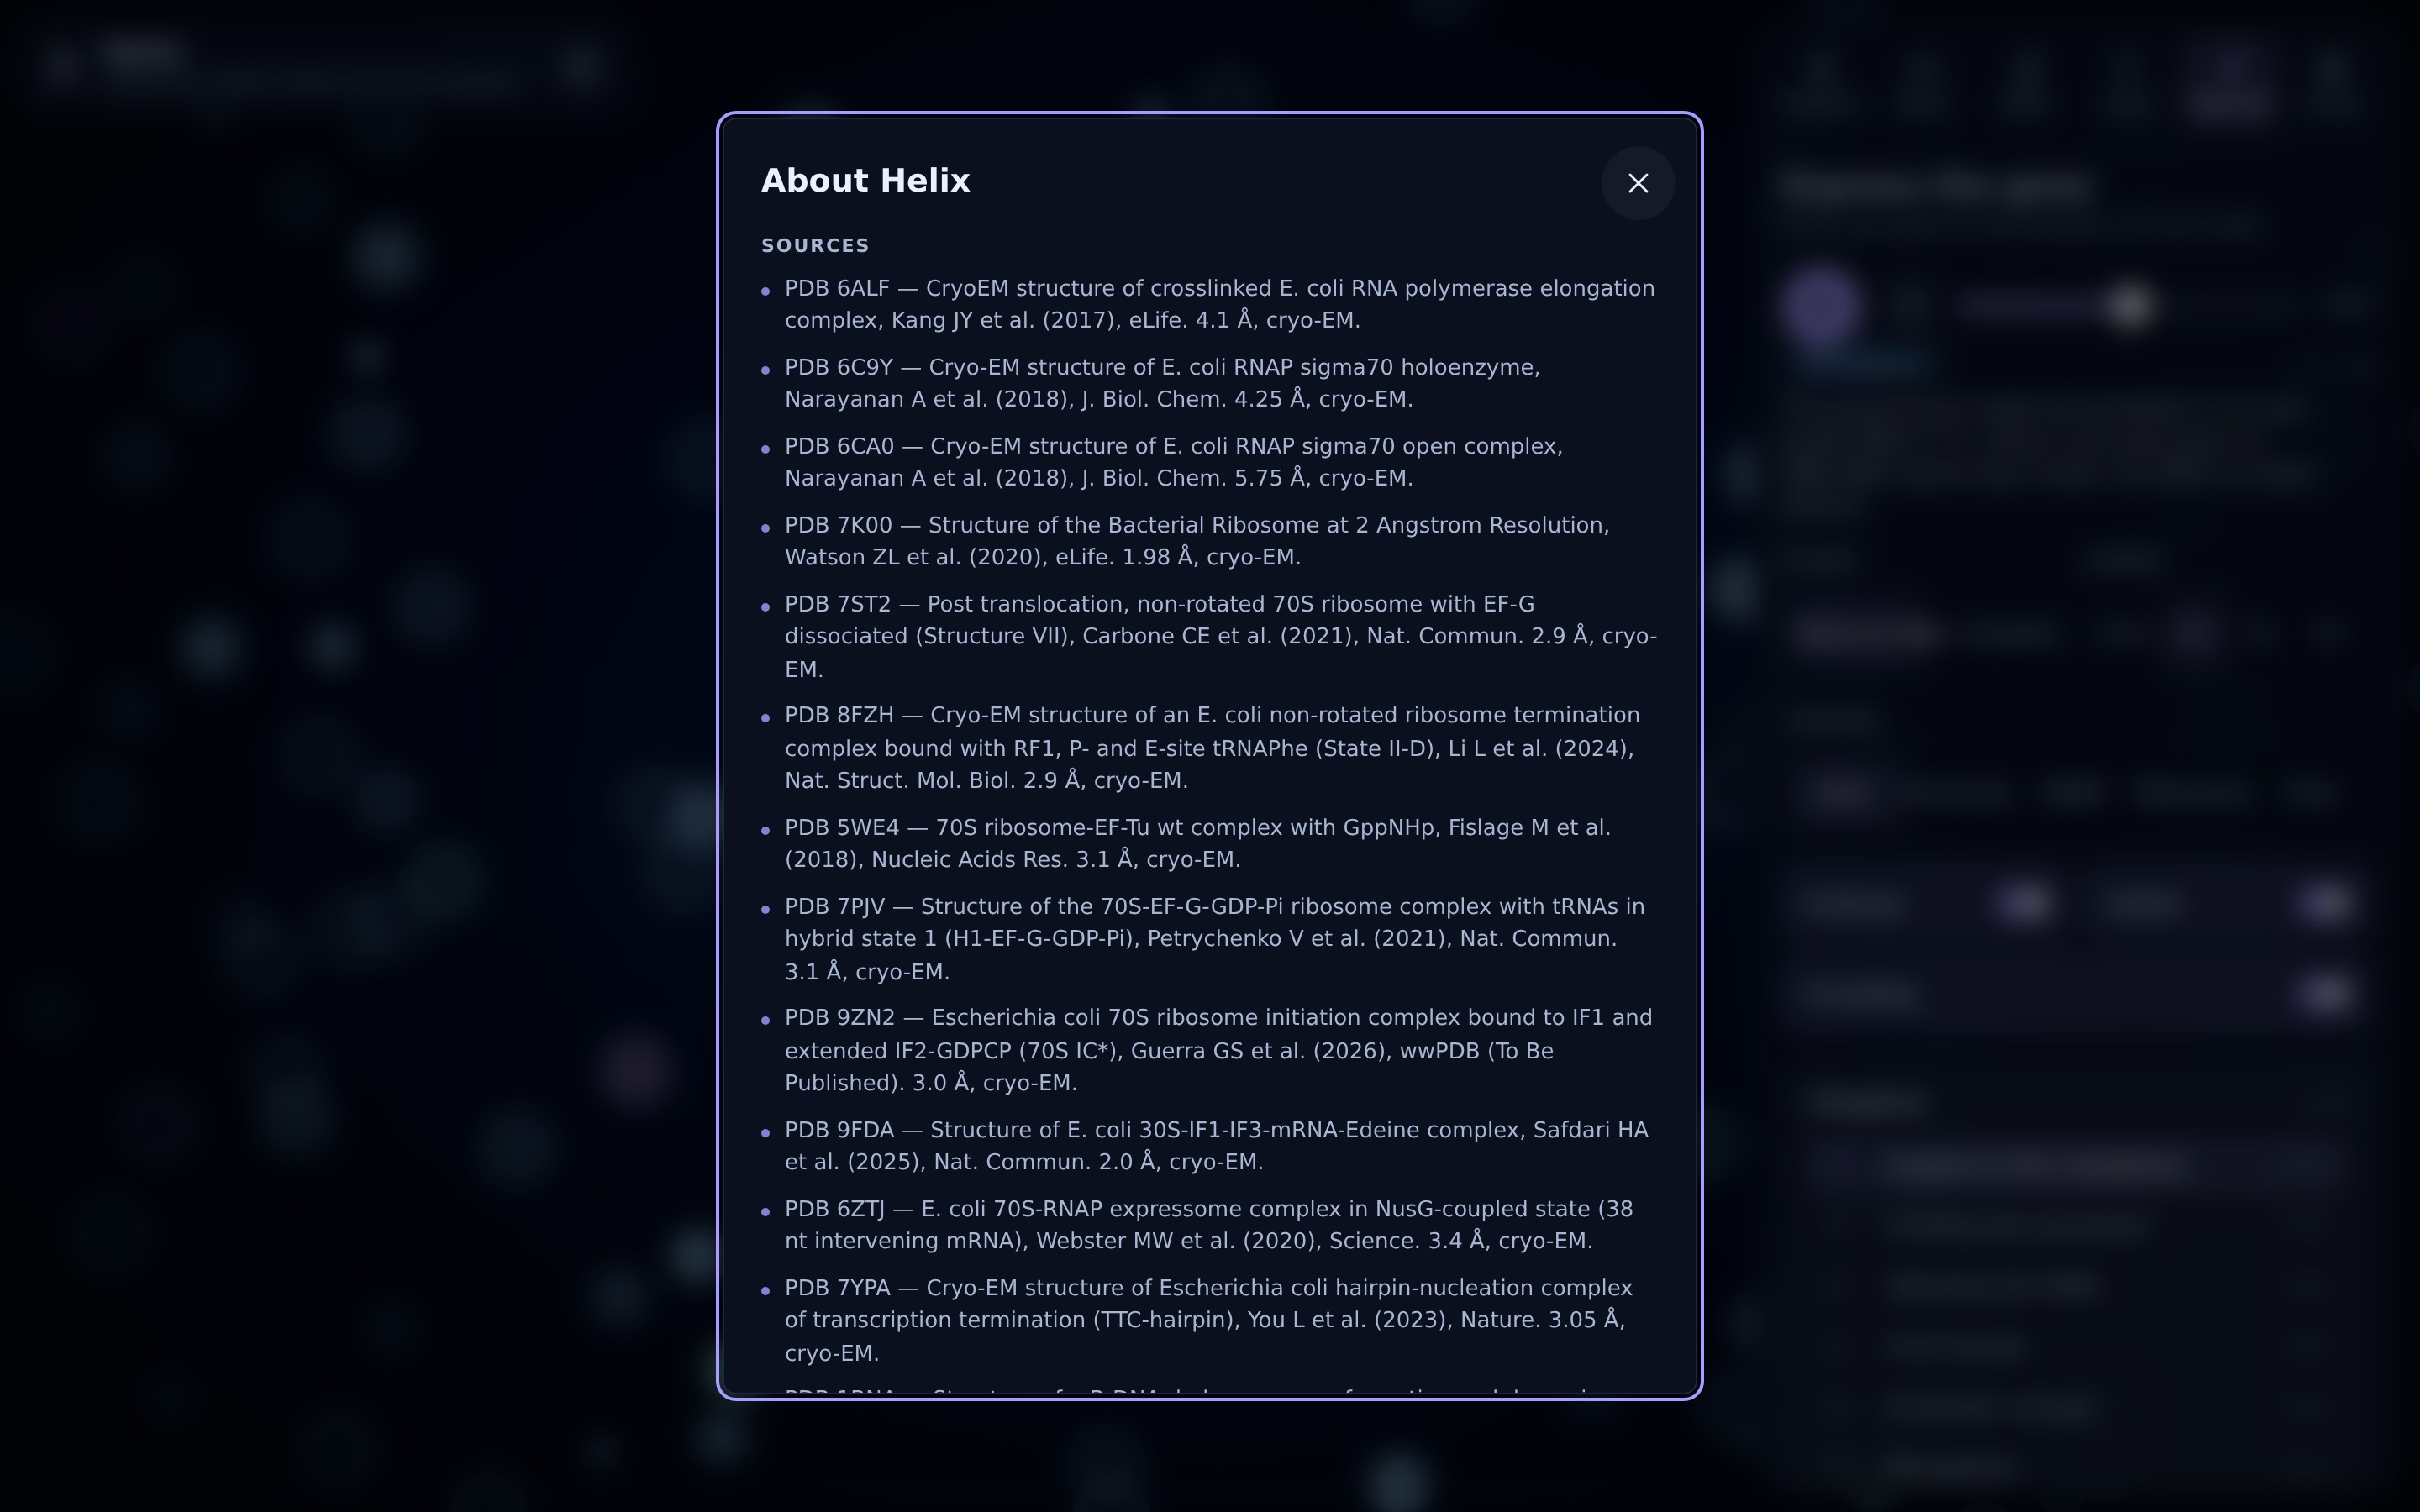 About Helix
SOURCES
PDB 6ALF — CryoEM structure of crosslinked E. coli RNA polymerase elongation
complex, Kang JY et al. (2017), eLife. 4.1 Å, cryo-EM.
PDB 6C9Y — Cryo-EM structure of E. coli RNAP sigma70 holoenzyme,
Narayanan A et al. (2018), J. Biol. Chem. 4.25 Å, cryo-EM.
PDB 6CA0 — Cryo-EM structure of E. coli RNAP sigma70 open complex,
Narayanan A et al. (2018), J. Biol. Chem. 5.75 Å, cryo-EM.
PDB 7K00 — Structure of the Bacterial Ribosome at 2 Angstrom Resolution,
Watson ZL et al. (2020), eLife. 1.98 Å, cryo-EM.
PDB 7ST2 — Post translocation, non-rotated 70S ribosome with EF-G
dissociated (Structure VII), Carbone CE et al. (2021), Nat. Commun. 2.9 Å, cryo-
EM.
PDB 8FZH — Cryo-EM structure of an E. coli non-rotated ribosome termination
complex bound with RF1, P- and E-site tRNAPhe (State II-D), Li L et al. (2024),
Nat. Struct. Mol. Biol. 2.9 Å, cryo-EM.
PDB 5WE4 — 70S ribosome-EF-Tu wt complex with GppNHp, Fislage M et al.
(2018), Nucleic Acids Res. 3.1 Å, cryo-EM.
PDB 7PJV — Structure of the 70S-EF-G-GDP-Pi ribosome complex with tRNAs in
hybrid state 1 (H1-EF-G-GDP-Pi), Petrychenko V et al. (2021), Nat. Commun.
3.1 Å, cryo-EM.
PDB 9ZN2 — Escherichia coli 70S ribosome initiation complex bound to IF1 and
extended IF2-GDPCP (70S IC*), Guerra GS et al. (2026), wwPDB (To Be
Published). 3.0 Å, cryo-EM.
PDB 9FDA — Structure of E. coli 30S-IF1-IF3-mRNA-Edeine complex, Safdari HA
et al. (2025), Nat. Commun. 2.0 Å, cryo-EM.
PDB 6ZTJ — E. coli 70S-RNAP expressome complex in NusG-coupled state (38
nt intervening mRNA), Webster MW et al. (2020), Science. 3.4 Å, cryo-EM.
PDB 7YPA — Cryo-EM structure of Escherichia coli hairpin-nucleation complex
of transcription termination (TTC-hairpin), You L et al. (2023), Nature. 3.05 Å,
cryo-EM.